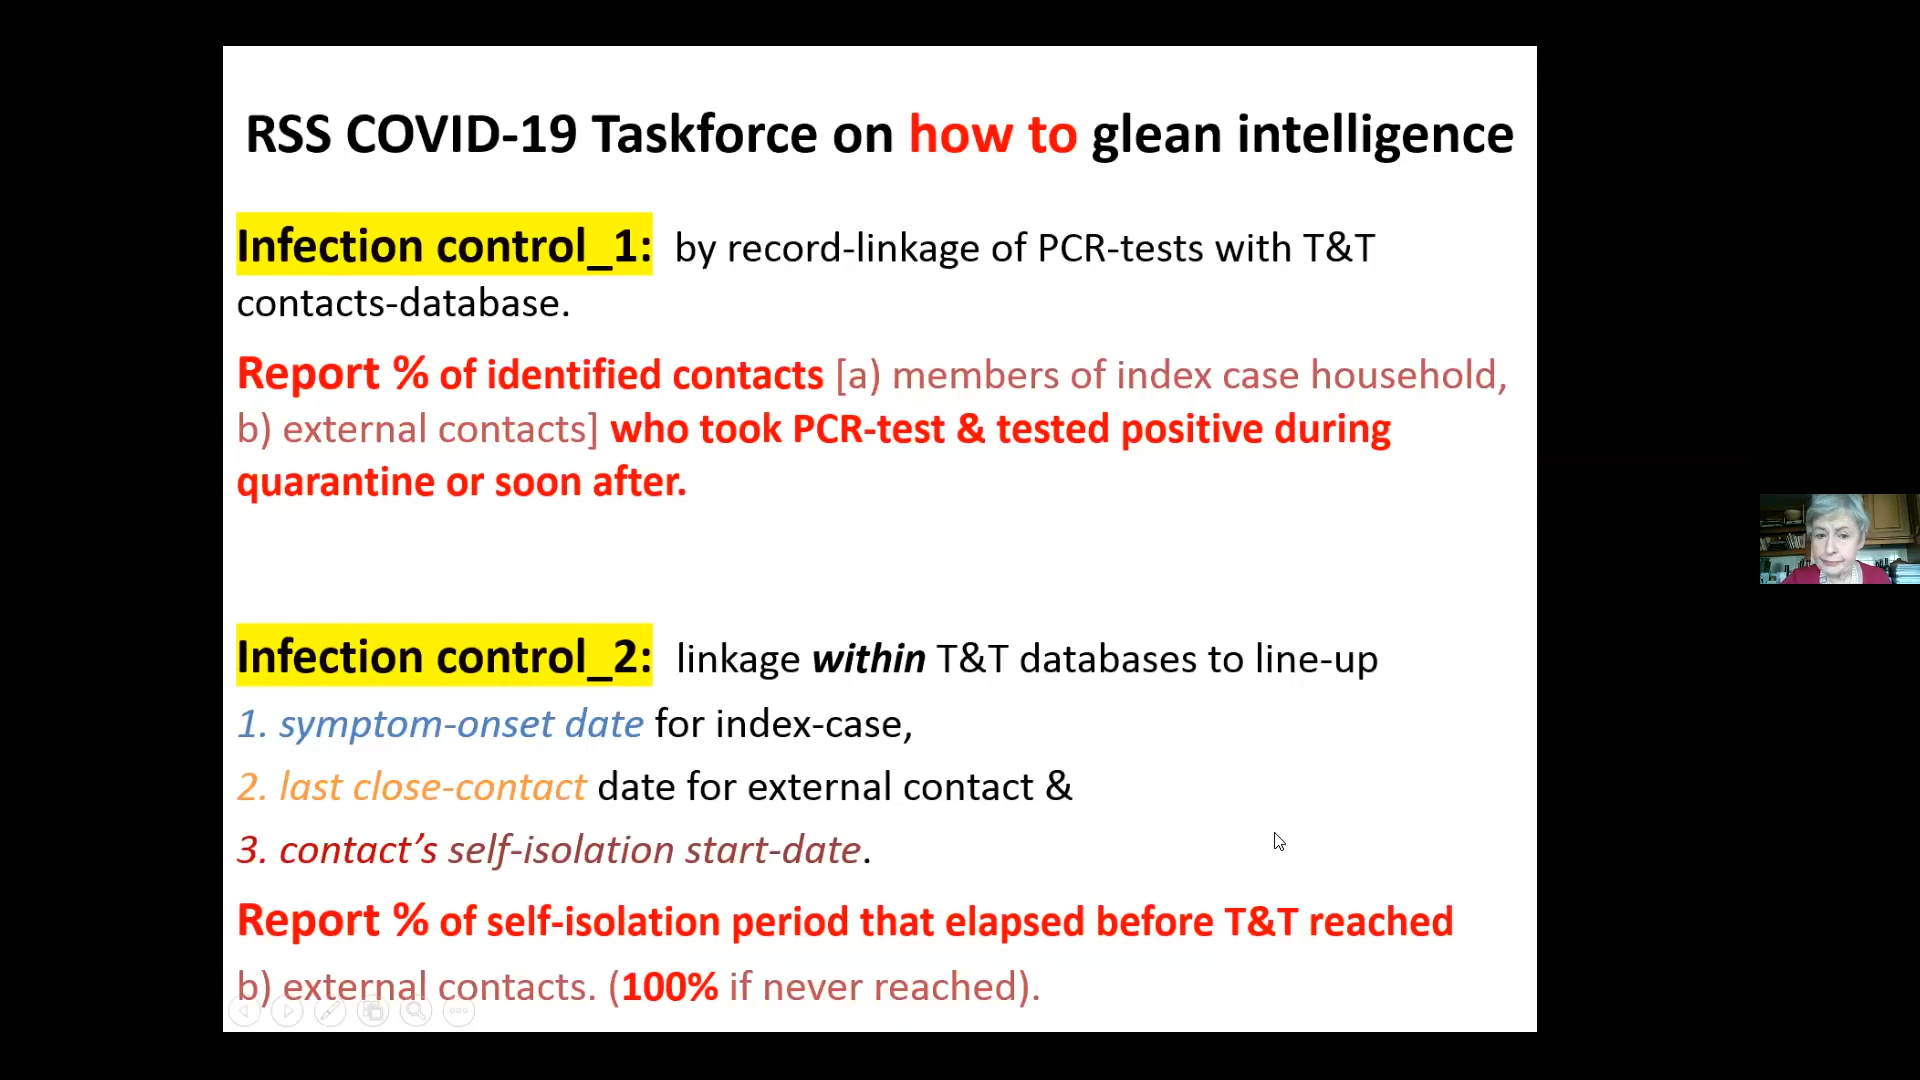 RSS COVID-19 Taskforce on how to glean intelligence
Infection control_1: by record-linkage of PCR-tests with T&T
contacts-database.
Report % of identified contacts [a) members of index case household,
b) external contacts] who took PCR-test & tested positive during
quarantine or soon after.
Infection control_2: linkage within T&T databases to line-up
1. symptom-onset date for index-case,
2. last close-contact date for external contact &
3. contact’s self-isolation start-date.
Report % of self-isolation period that elapsed before T&T reached
b) external contacts. (100% if never reached).